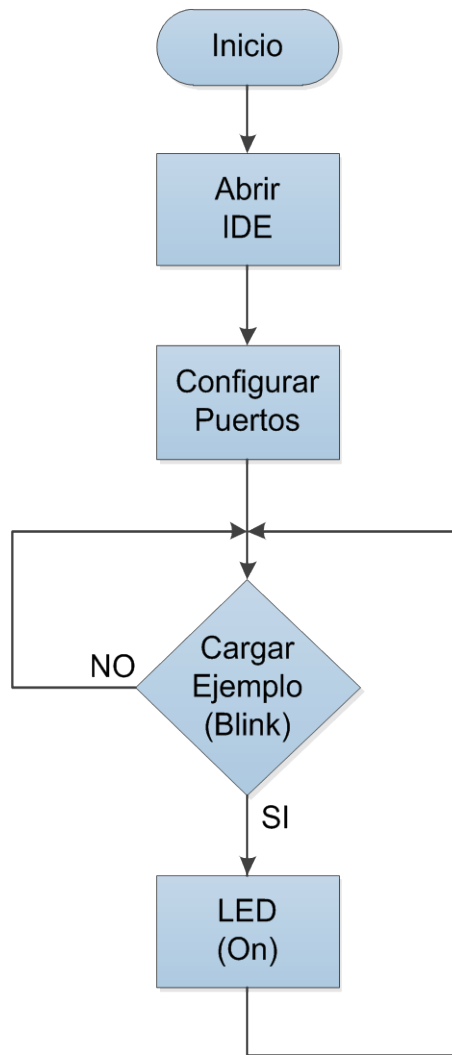 Inicio
Abrir
IDE
Configurar
Puertos
Cargar
Ejemplo
(Blink)
NO
SI
LED
(On)